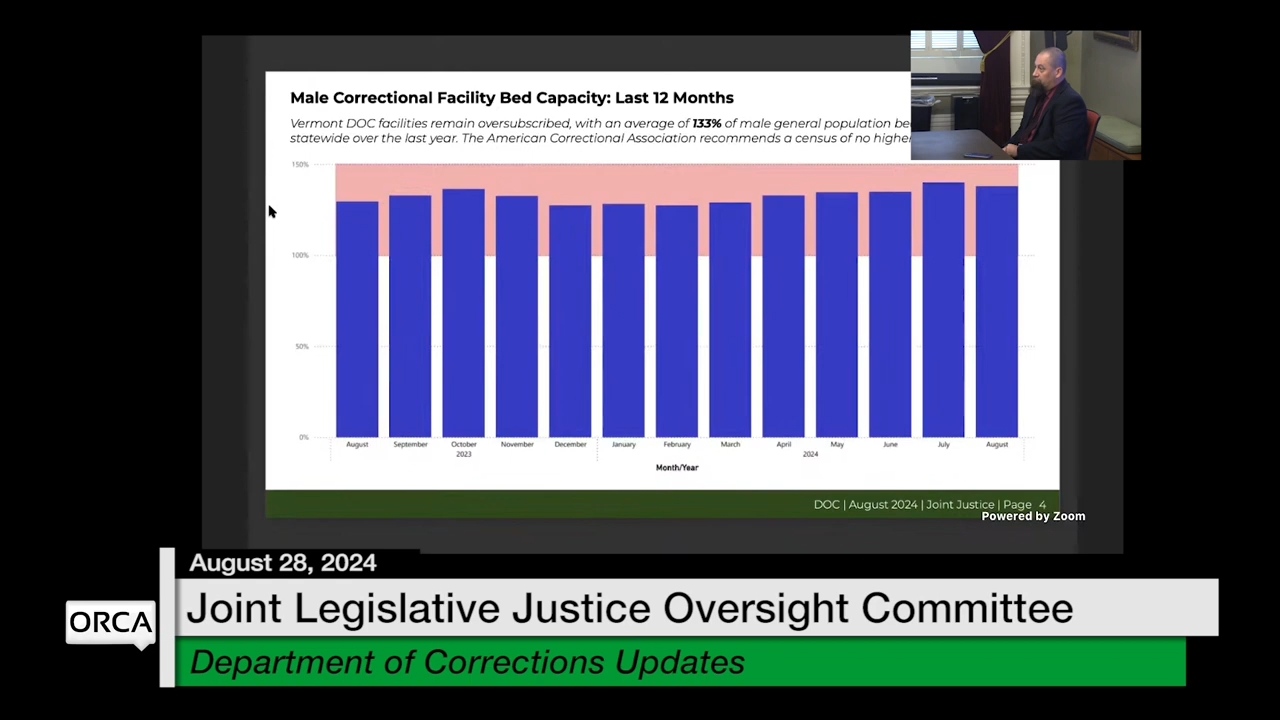 Male Correctional Facility Bed Capacity: Last 12 Months
Vermont DOC facilities remain oversubscribed, with an average of 133% of male general population
statewide over the last year. The American Correctional Association recommends a census of no higher
150%
100%
50%
0%
August September October November December January February March April May June July August
2023 2024
Month/Year
DOC | August 2024 | Joint Justice | Page 4
Powered by Zoom
August 28, 2024
ORCA
Joint Legislative Justice Oversight Committee
Department of Corrections Updates